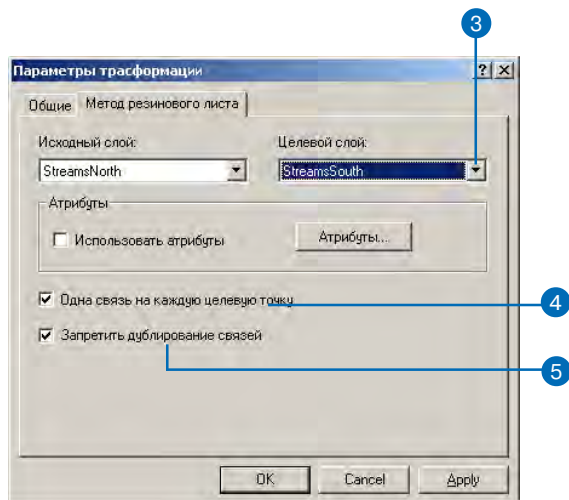 3
Параметры трасформации
? ×
Общие Метод резинового листа
Исходный слой: Целевой слой:
StreamsNorth StreamsSouth
Атрибуты
Использовать атрибуты Атрибуты...
Одна связь на каждую целевую точку
4
Запретить дублирование связей
5
OK Cancel Apply